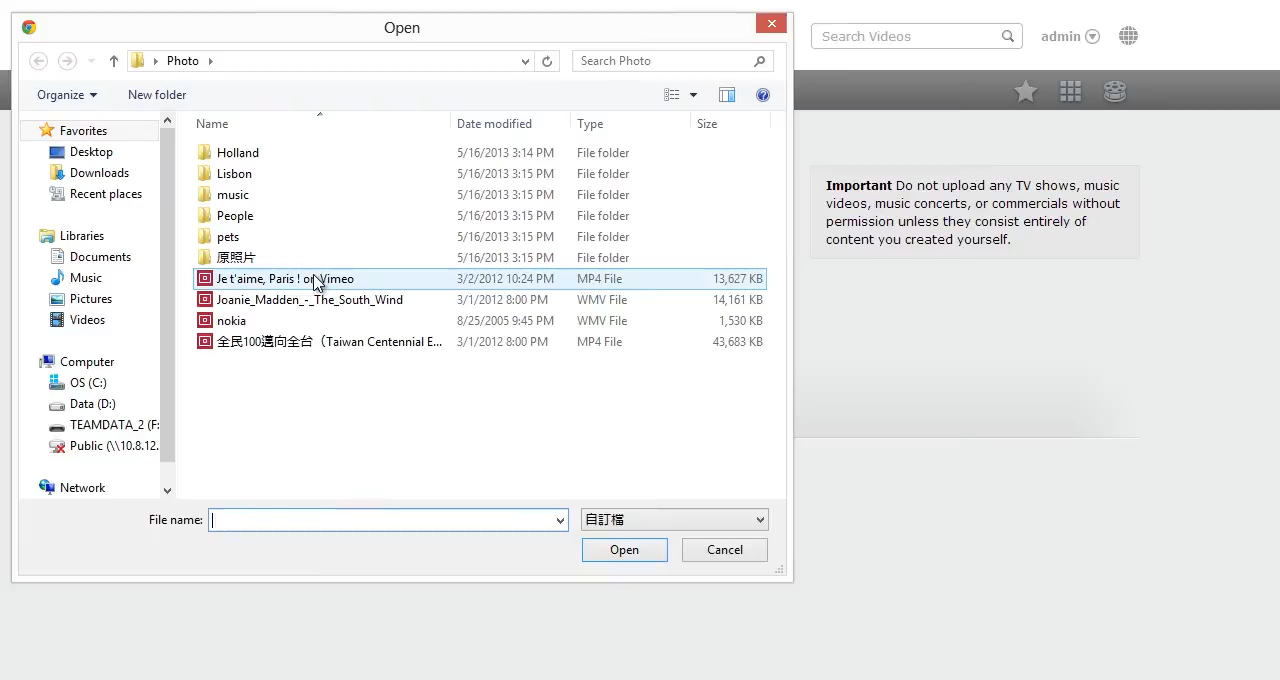 Open
Search Videos
admin
Photo
Search Photo
Organize
New folder
Name Date modified Type Size
Favorites
Desktop
Downloads
Recent places
Libraries
Documents
Music
Pictures
Videos
Computer
OS (C:)
Data (D:)
TEAMDATA_2 (F:
Public (\\10.8.12.
Network
Holland 5/16/2013 3:14 PM File folder
Lisbon 5/16/2013 3:15 PM File folder
music 5/16/2013 3:15 PM File folder
People 5/16/2013 3:15 PM File folder
pets 5/16/2013 3:15 PM File folder
原照片 5/16/2013 3:15 PM File folder
Je t'aime, Paris ! on Vimeo 3/2/2012 10:24 PM MP4 File 13,627 KB
Joanie_Madden_-_The_South_Wind 3/1/2012 8:00 PM WMV File 14,161 KB
nokia 8/25/2005 9:45 PM WMV File 1,530 KB
全民100邁向全台（Taiwan Centennial E... 3/1/2012 8:00 PM MP4 File 43,683 KB
File name:
自訂檔
Open
Cancel
Important Do not upload any TV shows, music
videos, music concerts, or commercials without
permission unless they consist entirely of
content you created yourself.